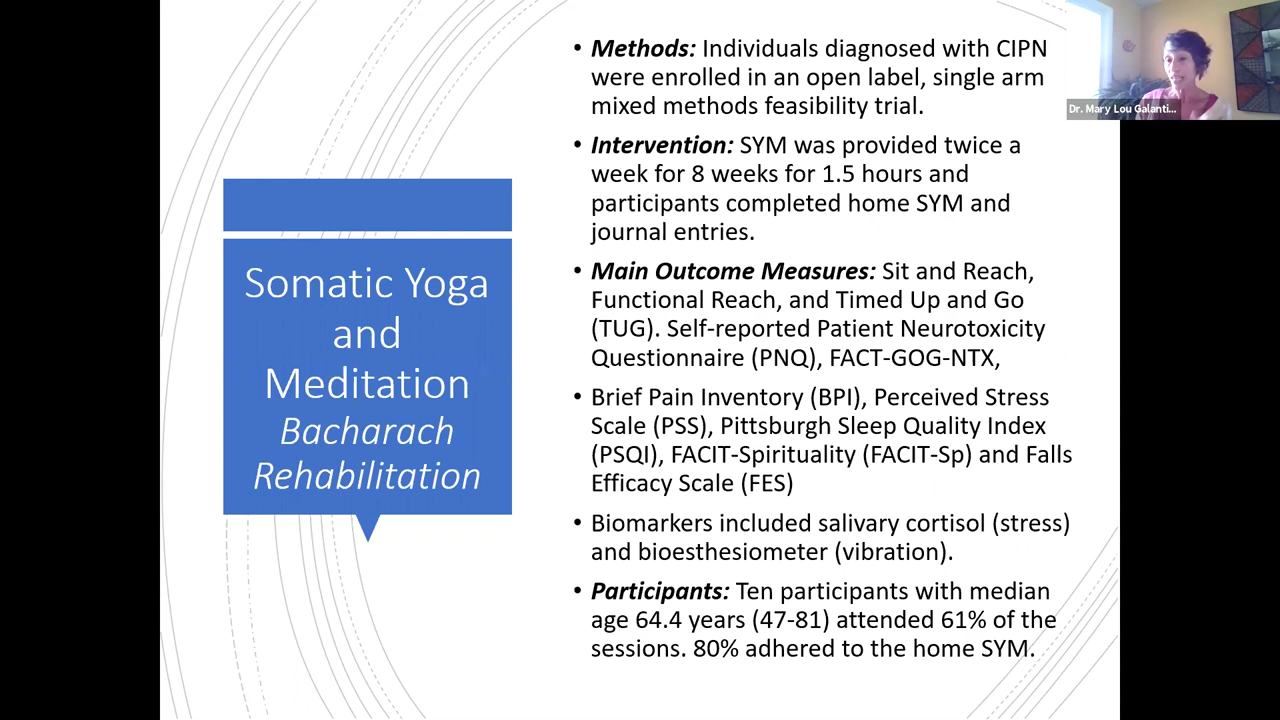 Somatic Yoga
and
Meditation
Bacharach
Rehabilitation
• Methods: Individuals diagnosed with CIPN
were enrolled in an open label, single arm
mixed methods feasibility trial.
• Intervention: SYM was provided twice a
week for 8 weeks for 1.5 hours and
participants completed home SYM and
journal entries.
• Main Outcome Measures: Sit and Reach,
Functional Reach, and Timed Up and Go
(TUG). Self-reported Patient Neurotoxicity
Questionnaire (PNQ), FACT-GOG-NTX,
• Brief Pain Inventory (BPI), Perceived Stress
Scale (PSS), Pittsburgh Sleep Quality Index
(PSQI), FACIT-Spirituality (FACIT-Sp) and Falls
Efficacy Scale (FES)
• Biomarkers included salivary cortisol (stress)
and bioesthesiometer (vibration).
• Participants: Ten participants with median
age 64.4 years (47-81) attended 61% of the
sessions. 80% adhered to the home SYM.
Dr. Mary Lou Galanti...